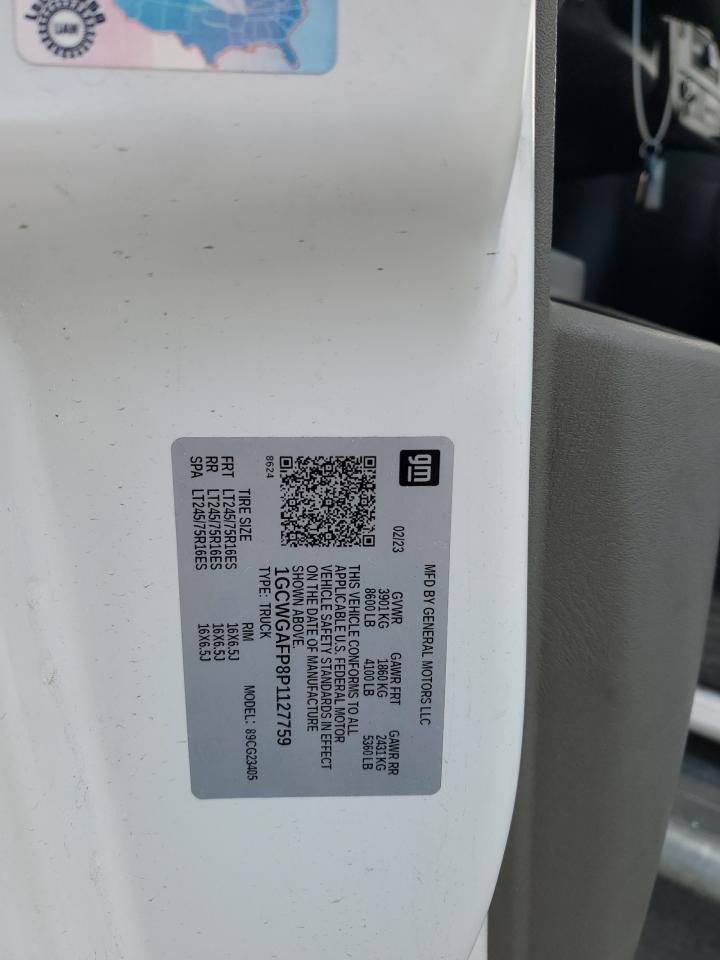 UAW
gm
MFD BY GENERAL MOTORS LLC
02/23 GVWR GAWR FRT GAWR RR
3901 KG 1860 KG 2431 KG
8600 LB 4100 LB 5360 LB
THIS VEHICLE CONFORMS TO ALL
APPLICABLE U.S. FEDERAL MOTOR
VEHICLE SAFETY STANDARDS IN EFFECT
ON THE DATE OF MANUFACTURE
SHOWN ABOVE.
1GCWGAFP8P1127759
8624 TYPE: TRUCK MODEL: 89CG23405
TIRE SIZE RIM
FRT LT245/75R16ES 16X6.5J
RR LT245/75R16ES 16X6.5J
SPA LT245/75R16ES 16X6.5J